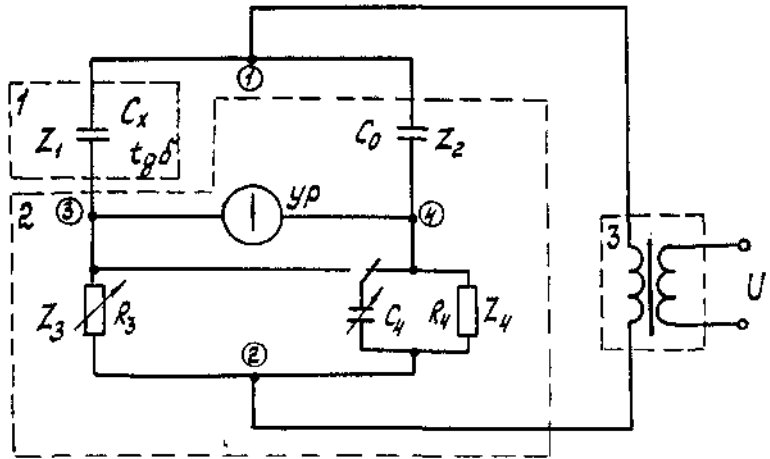 ①
1
Cₓ
Z₁
tgδ
C₀
Z₂
2
③
УР
④
3
U
Z₃
R₃
C₄
R₄
Z₄
②